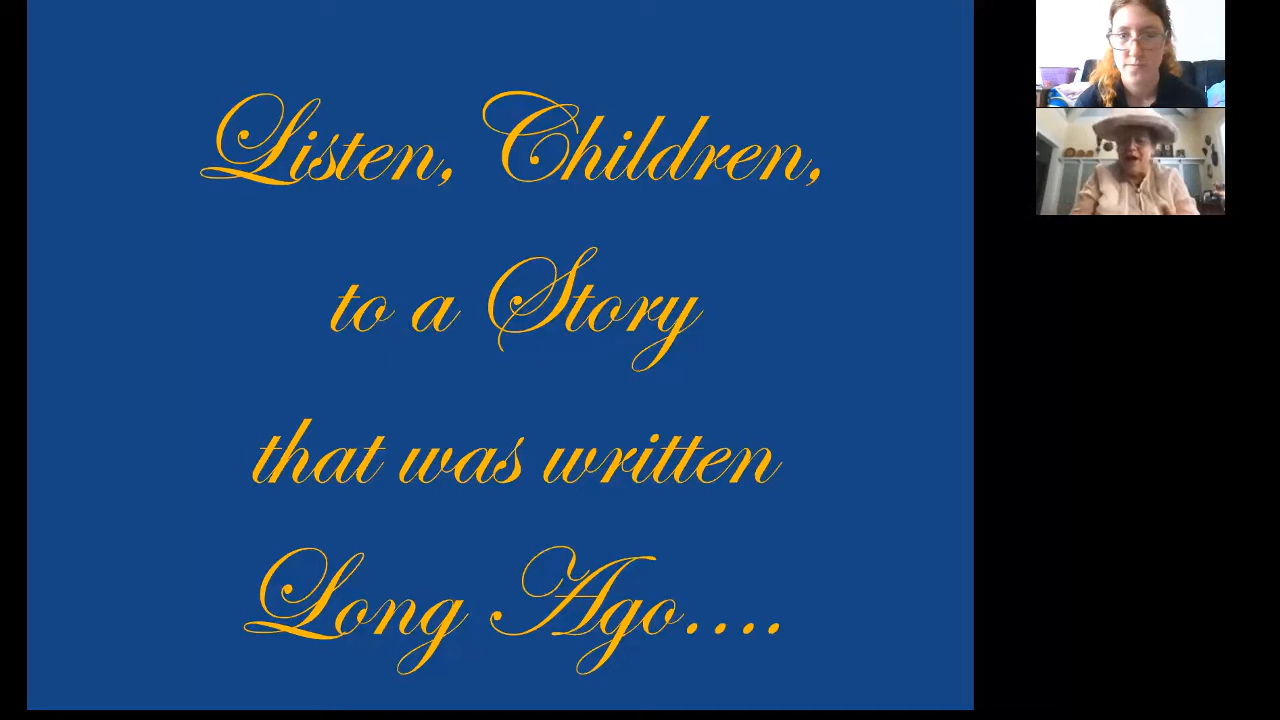 Listen, Children,
to a Story
that was written
Long Ago....